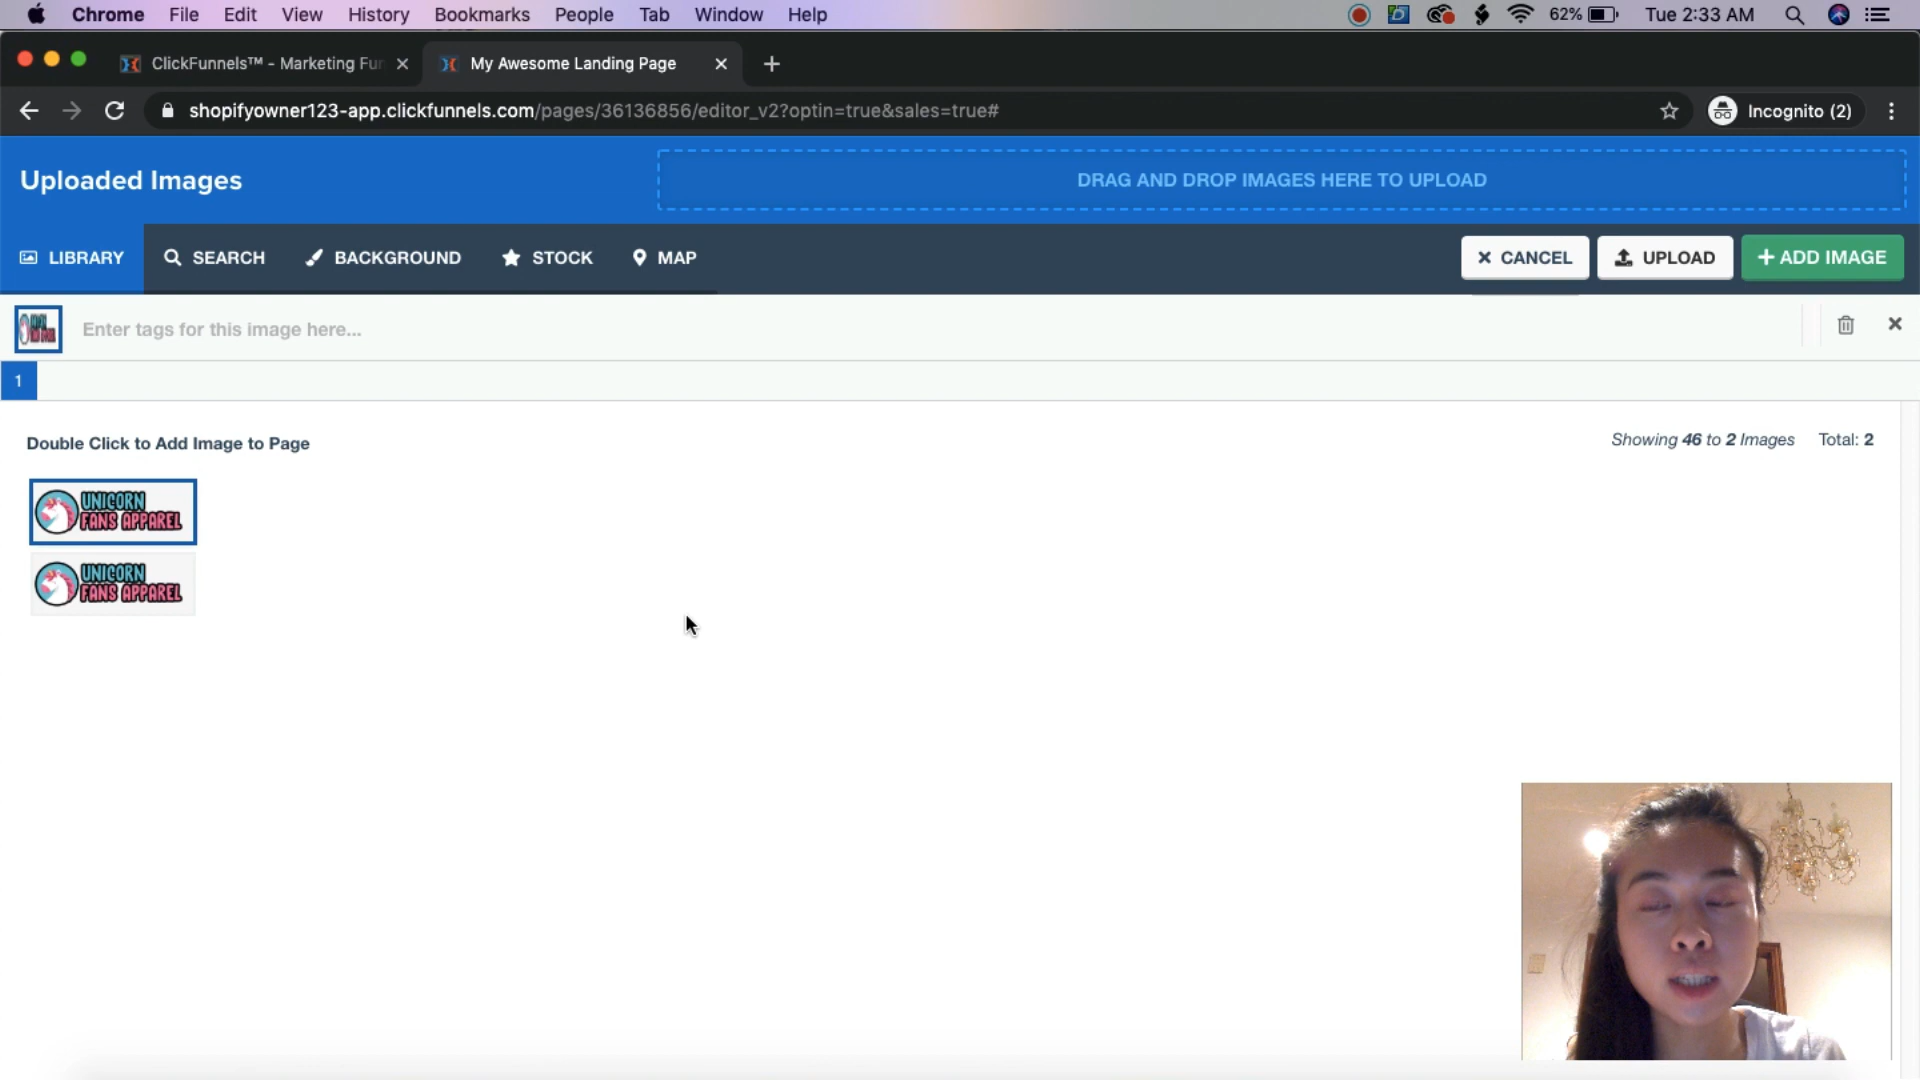 Chrome File Edit View History Bookmarks People Tab Window Help 62% Tue 2:33 AM
ClickFunnels™ - Marketing Fun My Awesome Landing Page
shopifyowner123-app.clickfunnels.com/pages/36136856/editor_v2?optin=true&sales=true# Incognito (2)
Uploaded Images DRAG AND DROP IMAGES HERE TO UPLOAD
LIBRARY SEARCH BACKGROUND STOCK MAP CANCEL UPLOAD ADD IMAGE
Enter tags for this image here...
1
Double Click to Add Image to Page Showing 46 to 2 Images Total: 2
UNICORN
FANS APPAREL
UNICORN
FANS APPAREL